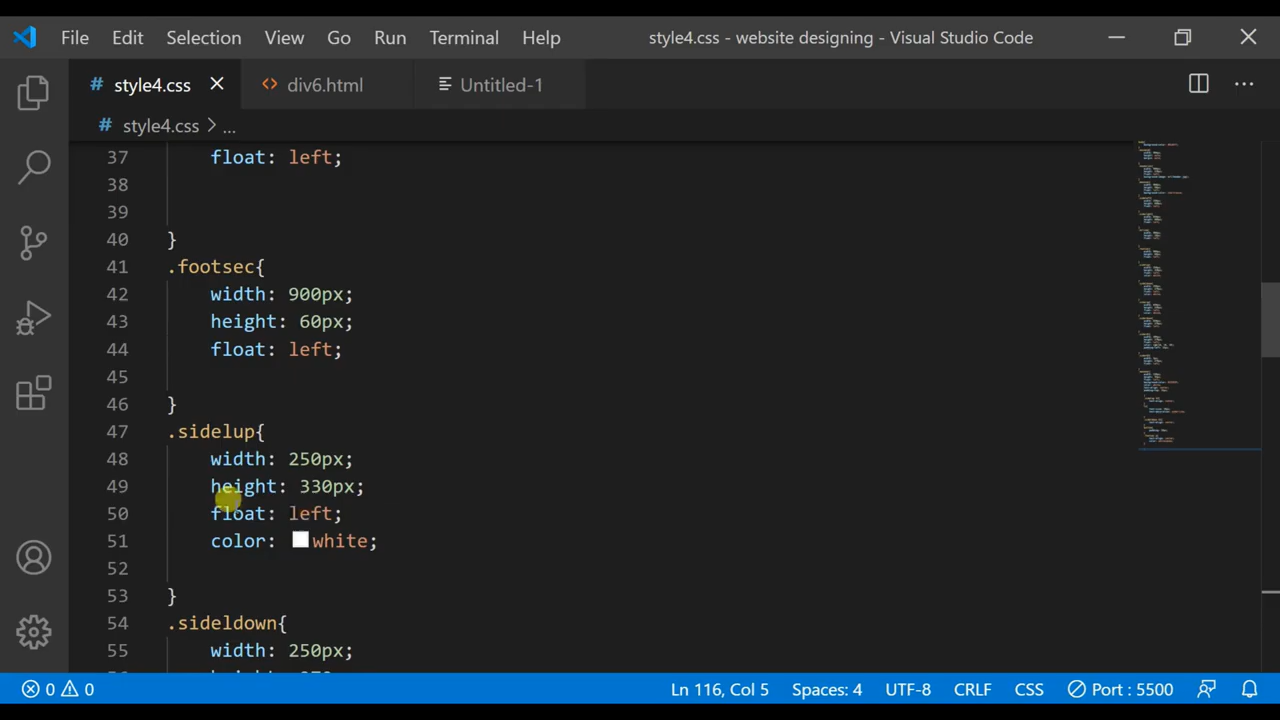 File Edit Selection View Go Run Terminal Help style4.css - website designing - Visual Studio Code
# style4.css div6.html Untitled-1
# style4.css > ...
37 float: left;
38
39
40 }
41 .footsec{
42 width: 900px;
43 height: 60px;
44 float: left;
45
46 }
47 .sidelup{
48 width: 250px;
49 height: 330px;
50 float: left;
51 color: white;
52
53 }
54 .sideldown{
55 width: 250px;
0 0 Ln 116, Col 5 Spaces: 4 UTF-8 CRLF CSS Port : 5500